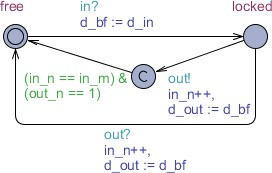 free
in?
locked
d_bf := d_in
C
(in_n == in_m) &
(out_n == 1)
out!
in_n++,
d_out := d_bf
out?
in_n++,
d_out := d_bf